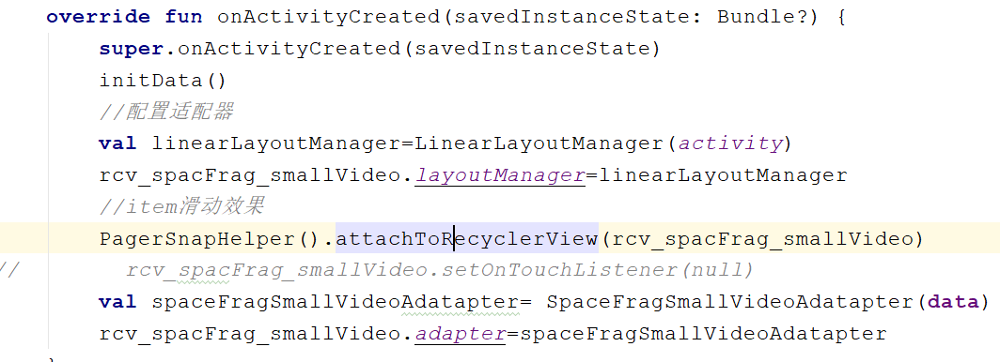 override fun onActivityCreated(savedInstanceState: Bundle?) {
super.onActivityCreated(savedInstanceState)
initData()
//配置适配器
val linearLayoutManager=LinearLayoutManager(activity)
rcv_spacFrag_smallVideo.layoutManager=linearLayoutManager
//item滑动效果
PagerSnapHelper().attachToRecyclerView(rcv_spacFrag_smallVideo)
// rcv_spacFrag_smallVideo.setOnTouchListener(null)
val spaceFragSmallVideoAdatapter= SpaceFragSmallVideoAdatapter(data)
rcv_spacFrag_smallVideo.adapter=spaceFragSmallVideoAdatapter